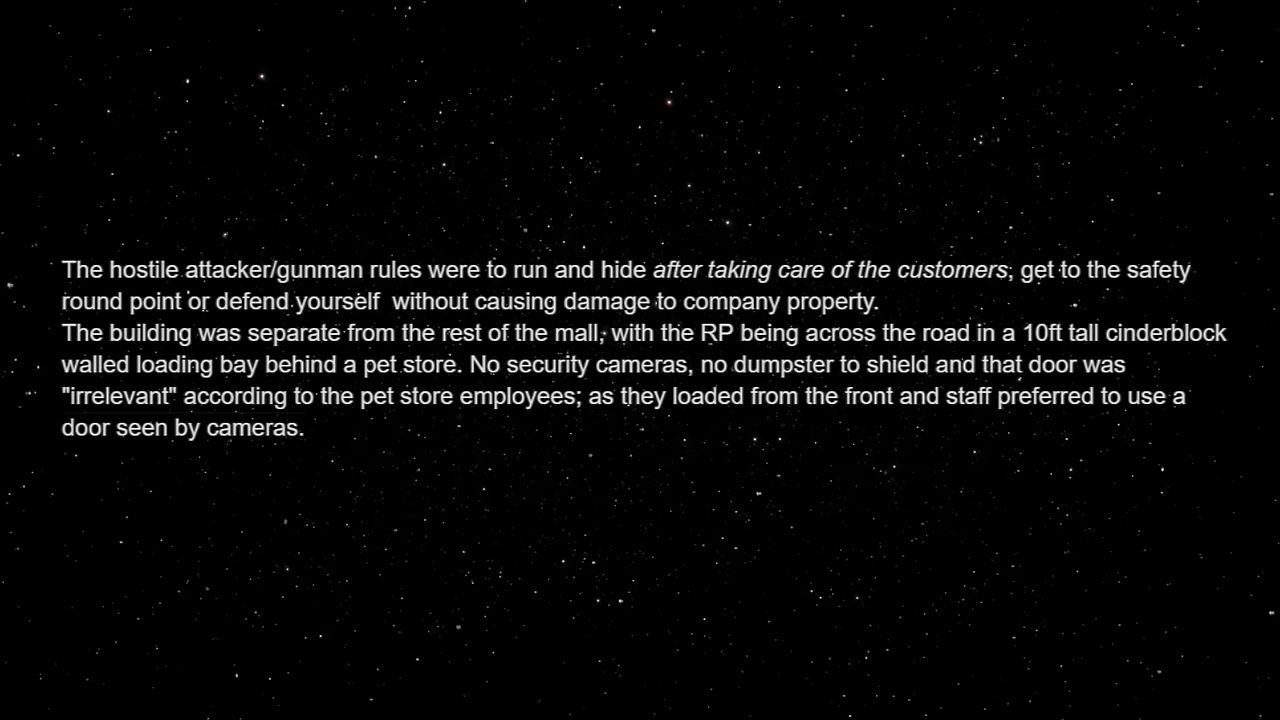 The hostile attacker/gunman rules were to run and hide after taking care of the customers, get to the safety
round point or defend yourself  without causing damage to company property.
The building was separate from the rest of the mall, with the RP being across the road in a 10ft tall cinderblock
walled loading bay behind a pet store. No security cameras, no dumpster to shield and that door was
"irrelevant" according to the pet store employees; as they loaded from the front and staff preferred to use a
door seen by cameras.